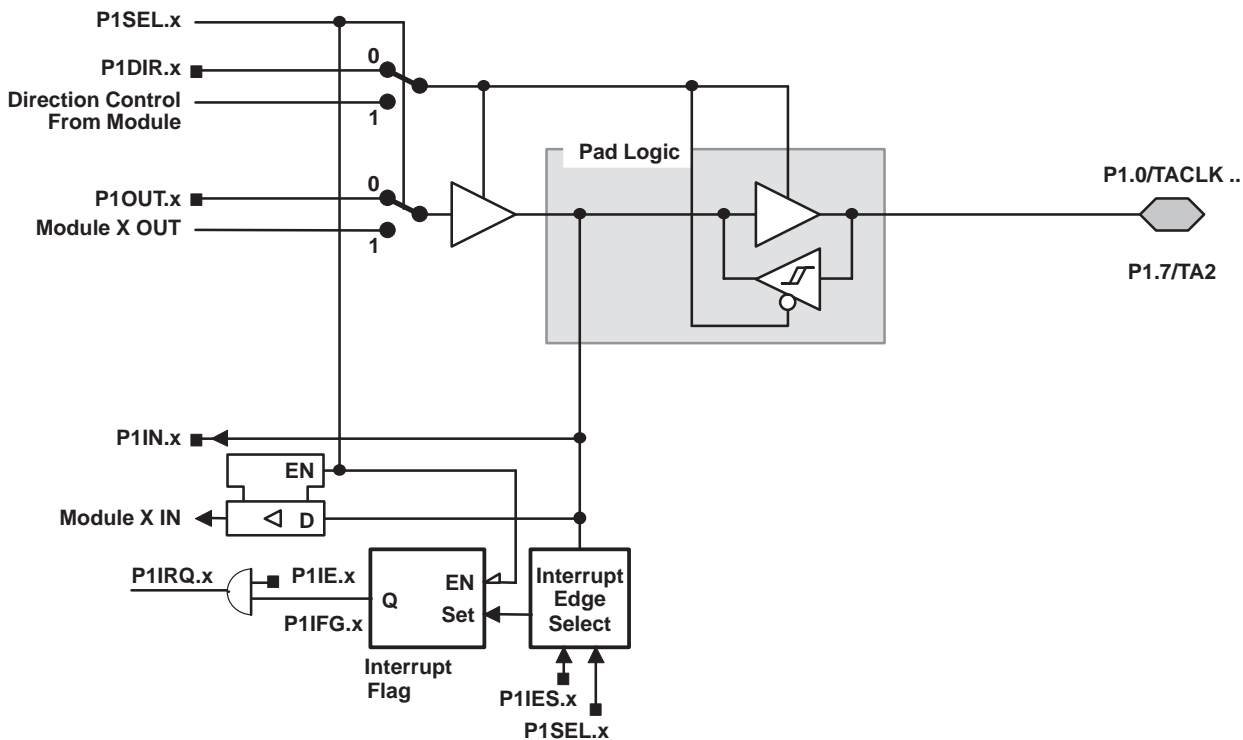 P1SEL.x
0
P1DIR.x
Direction Control
From Module
1
Pad Logic
P1.0/TACLK ..
0
P1OUT.x
Module X OUT
1
P1.7/TA2
P1IN.x
EN
Module X IN
D
P1IRQ.x
P1IE.x
P1IFG.x
Q
EN
Set
Interrupt
Edge
Select
Interrupt
Flag
P1IES.x
P1SEL.x